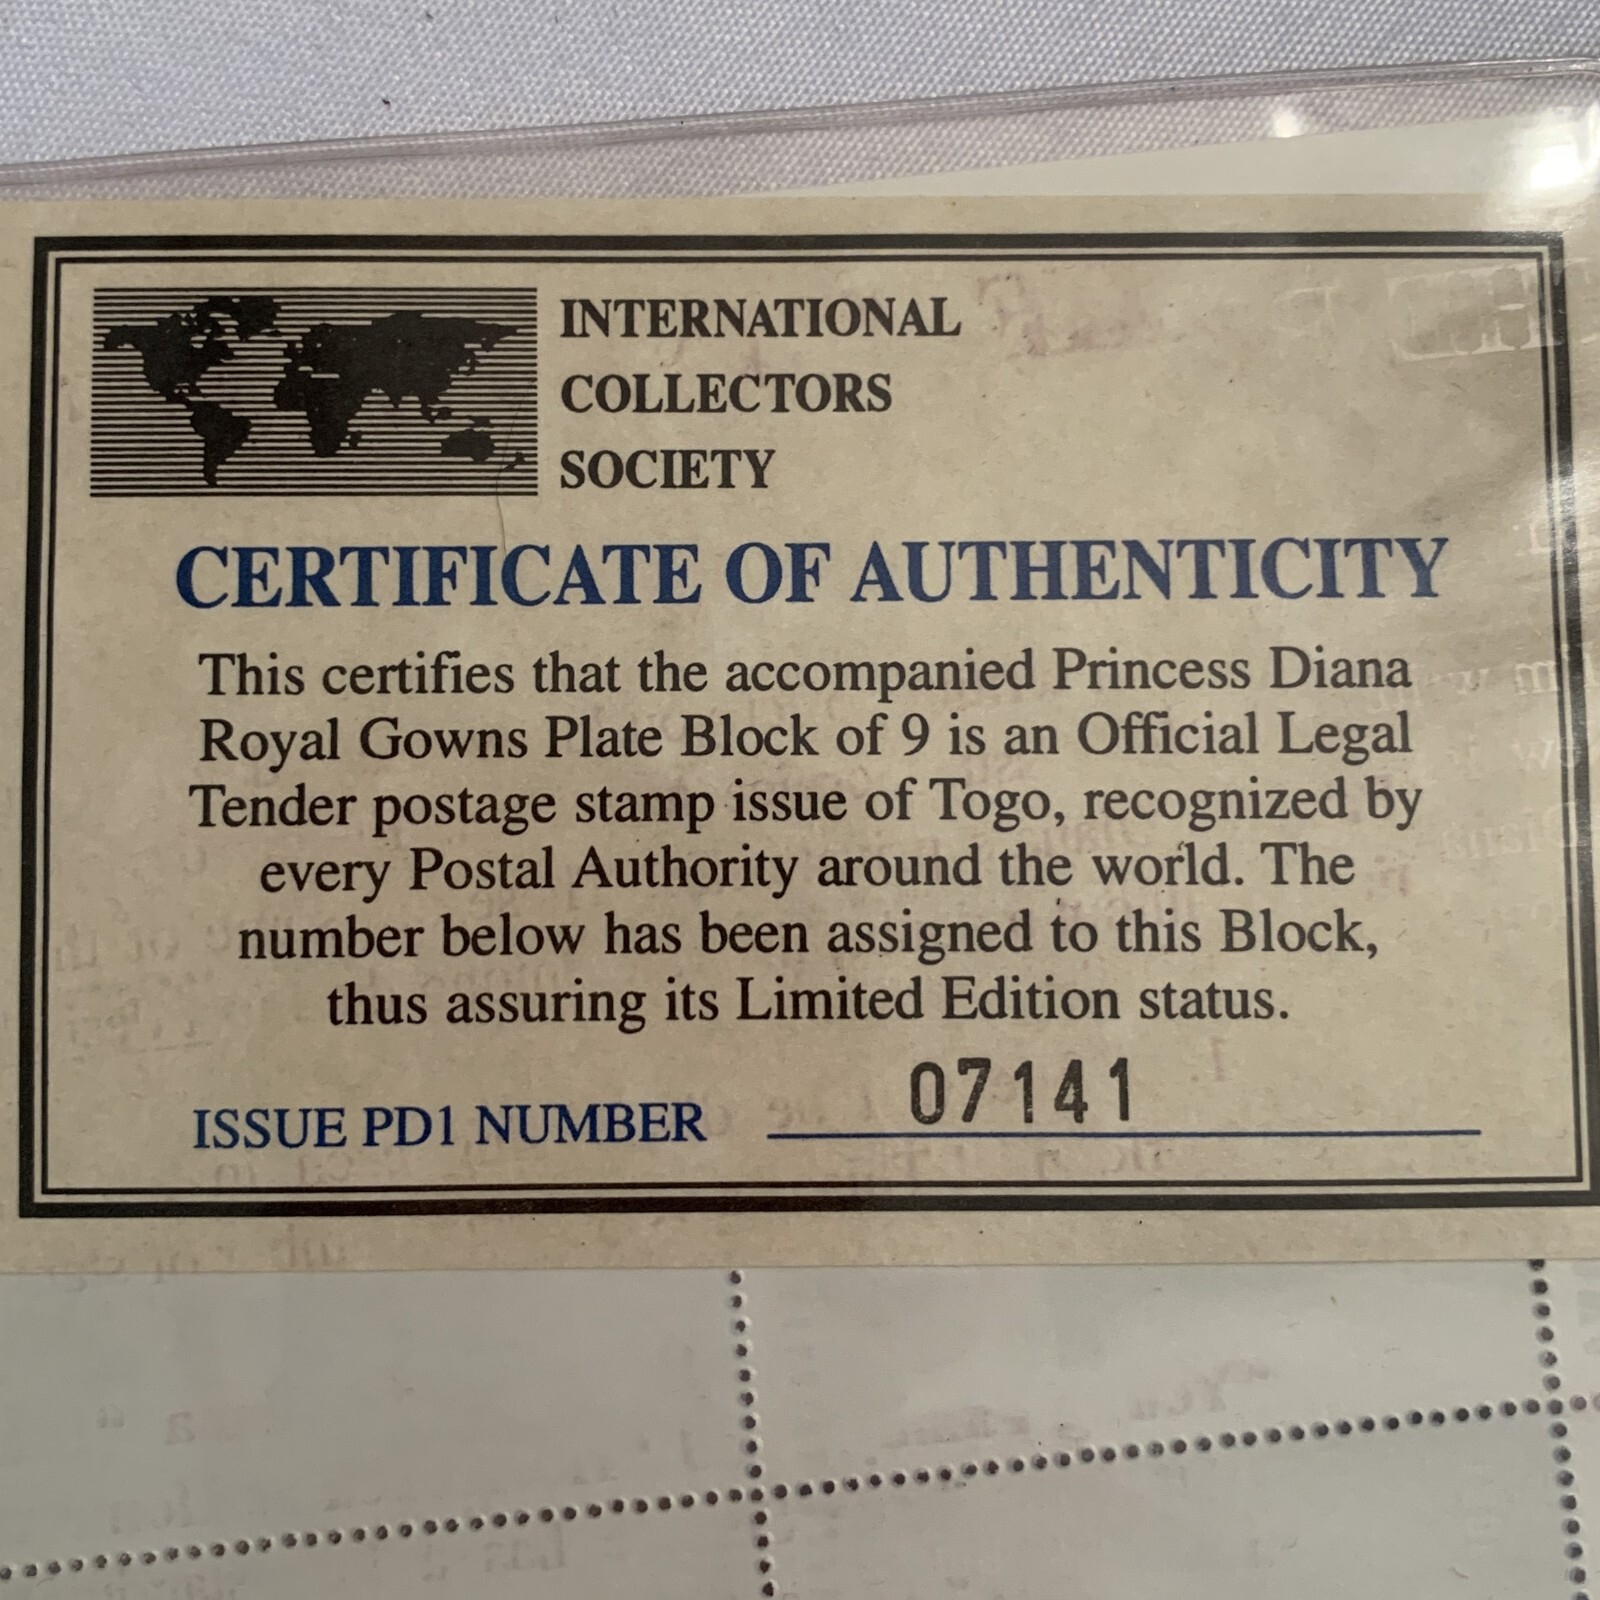 INTERNATIONAL
COLLECTORS
SOCIETY
CERTIFICATE OF AUTHENTICITY
This certifies that the accompanied Princess Diana
Royal Gowns Plate Block of 9 is an Official Legal
Tender postage stamp issue of Togo, recognized by
every Postal Authority around the world. The
number below has been assigned to this Block,
thus assuring its Limited Edition status.
ISSUE PD1 NUMBER 07141